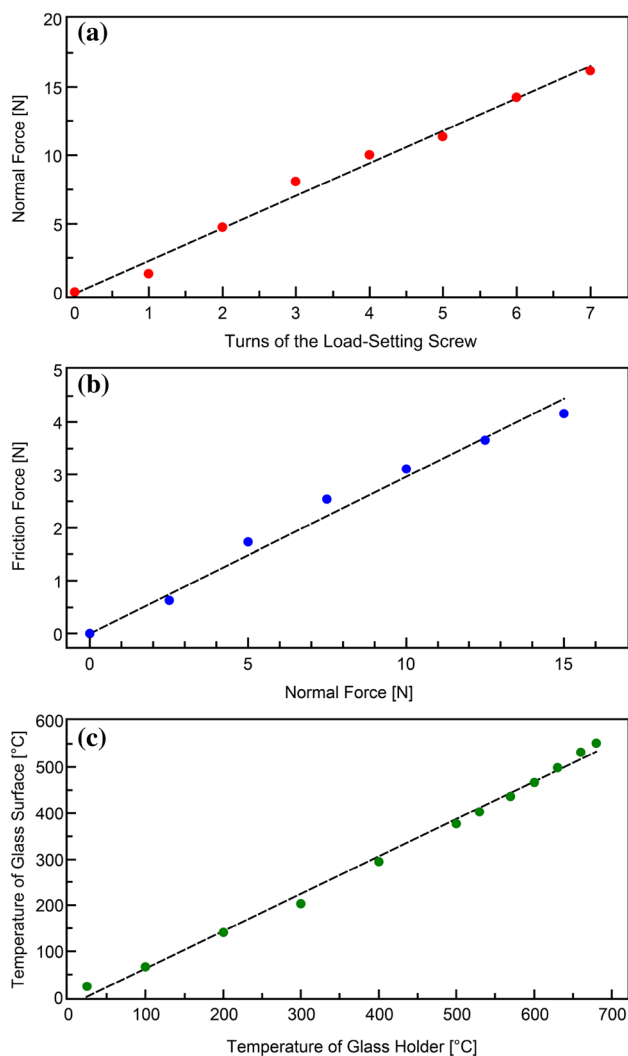 (a)
20
15
10
5
0
Normal Force [N]
0 1 2 3 4 5 6 7
Turns of the Load-Setting Screw
(b)
5
4
3
2
1
0
Friction Force [N]
0 5 10 15
Normal Force [N]
(c)
600
500
400
300
200
100
0
Temperature of Glass Surface [°C]
0 100 200 300 400 500 600 700
Temperature of Glass Holder [°C]